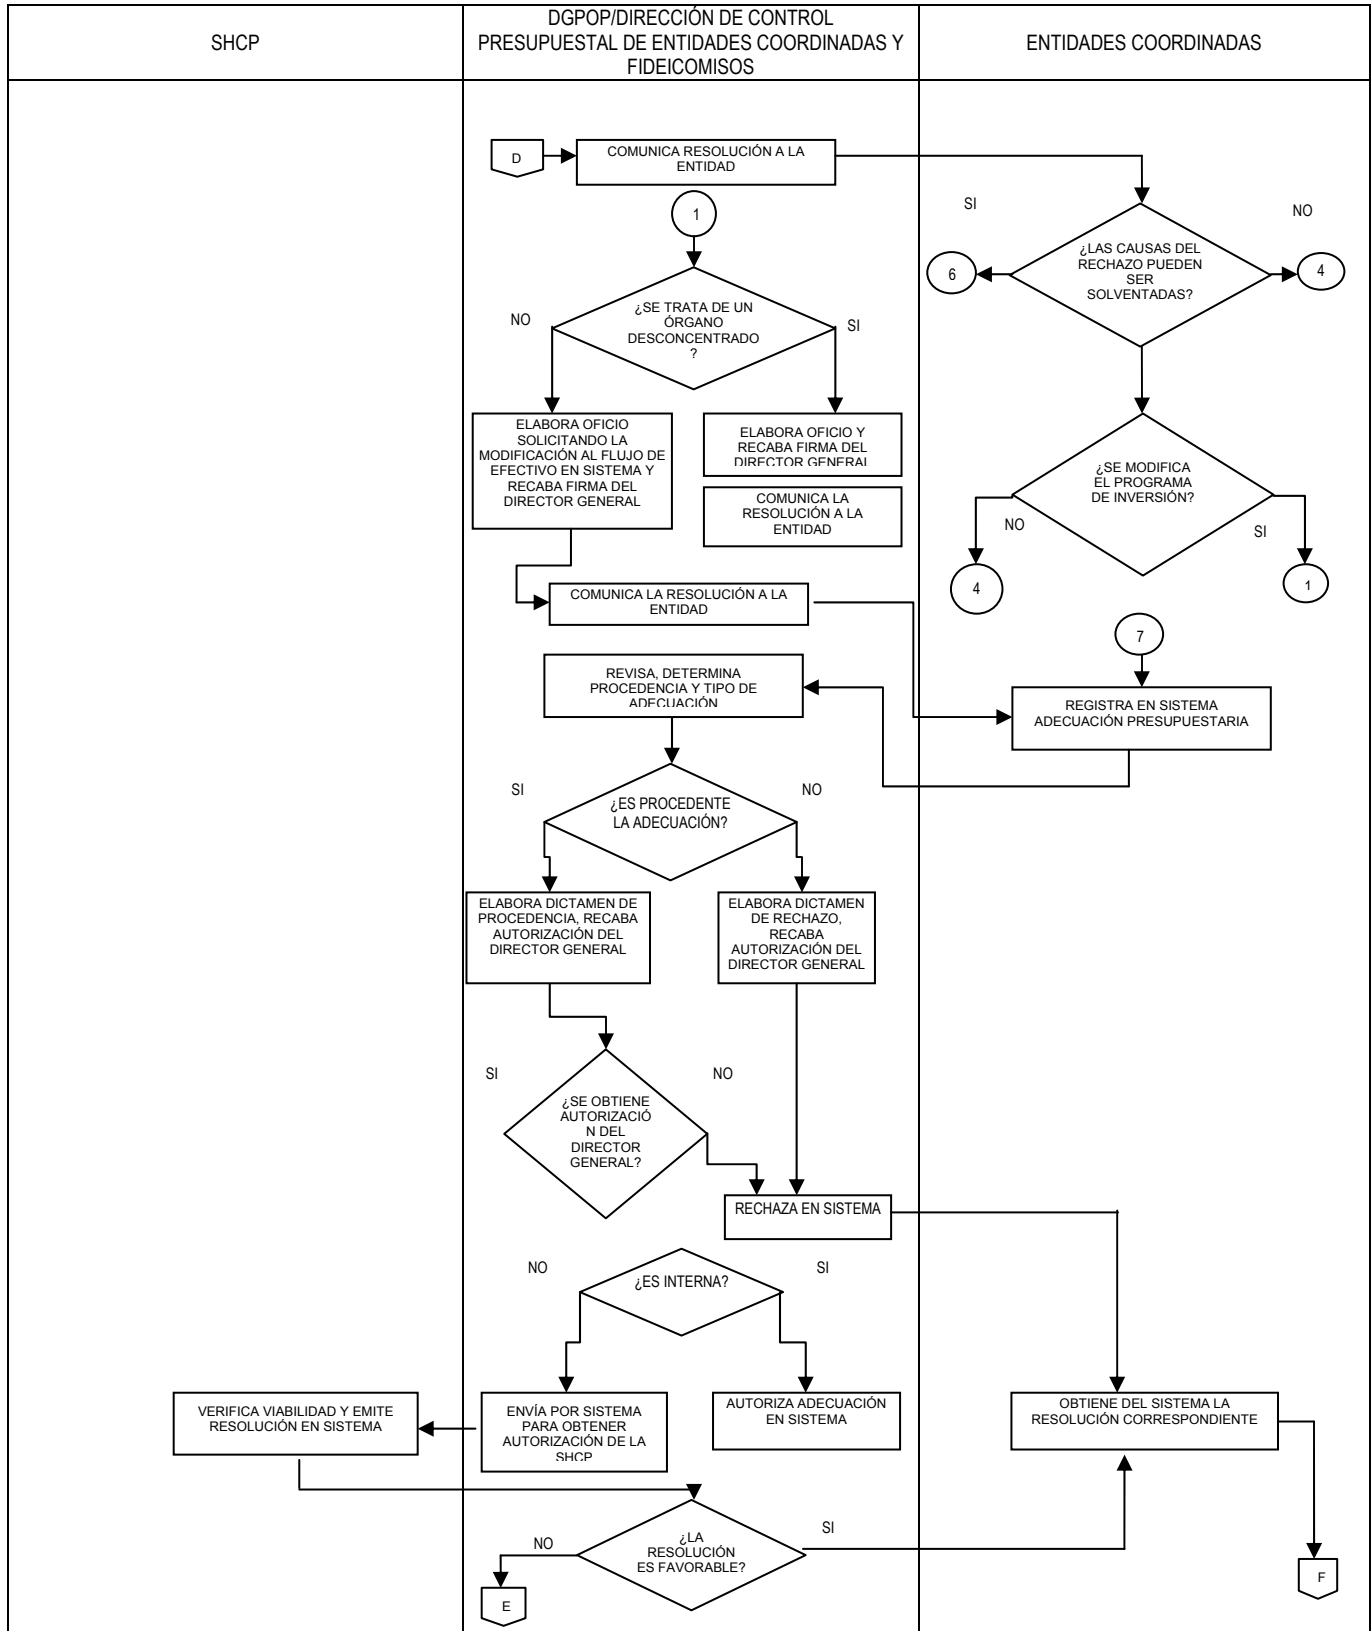 SHCP
DGPOP/DIRECCIÓN DE CONTROL
PRESUPUESTAL DE ENTIDADES COORDINADAS Y
FIDEICOMISOS
ENTIDADES COORDINADAS
D
COMUNICA RESOLUCIÓN A LA
ENTIDAD
1
SI
NO
¿LAS CAUSAS DEL
RECHAZO PUEDEN
SER
SOLVENTADAS?
6
4
¿SE TRATA DE UN
ÓRGANO
DESCONCENTRADO
?
NO
SI
ELABORA OFICIO
SOLICITANDO LA
MODIFICACIÓN AL FLUJO DE
EFECTIVO EN SISTEMA Y
RECABA FIRMA DEL
DIRECTOR GENERAL
ELABORA OFICIO Y
RECABA FIRMA DEL
DIRECTOR GENERAL
COMUNICA LA
RESOLUCIÓN A LA
ENTIDAD
¿SE MODIFICA
EL PROGRAMA
DE INVERSIÓN?
NO
SI
4
1
COMUNICA LA RESOLUCIÓN A LA
ENTIDAD
7
REVISA, DETERMINA
PROCEDENCIA Y TIPO DE
ADECUACIÓN
REGISTRA EN SISTEMA
ADECUACIÓN PRESUPUESTARIA
SI
NO
¿ES PROCEDENTE
LA ADECUACIÓN?
ELABORA DICTAMEN DE
PROCEDENCIA, RECABA
AUTORIZACIÓN DEL
DIRECTOR GENERAL
ELABORA DICTAMEN
DE RECHAZO,
RECABA
AUTORIZACIÓN DEL
DIRECTOR GENERAL
SI
NO
¿SE OBTIENE
AUTORIZACIÓ
N DEL
DIRECTOR
GENERAL?
RECHAZA EN SISTEMA
NO
SI
¿ES INTERNA?
VERIFICA VIABILIDAD Y EMITE
RESOLUCIÓN EN SISTEMA
ENVÍA POR SISTEMA
PARA OBTENER
AUTORIZACIÓN DE LA
SHCP
AUTORIZA ADECUACIÓN
EN SISTEMA
OBTIENE DEL SISTEMA LA
RESOLUCIÓN CORRESPONDIENTE
NO
SI
¿LA
RESOLUCIÓN
ES FAVORABLE?
E
F